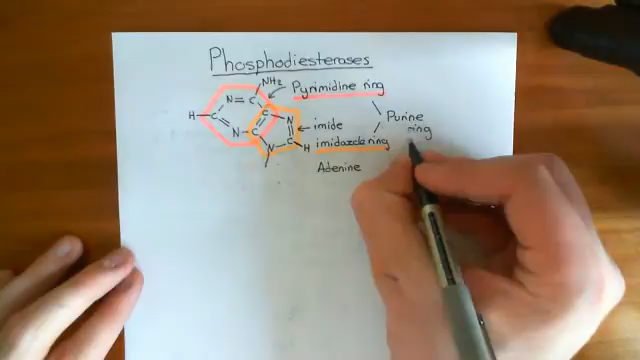 Phosphodiesterases
NH₂
Pyrimidine ring
N = C
H - C
C
N
Purine
ring
imide
N - C
imidazole ring
N - C
H
Adenine